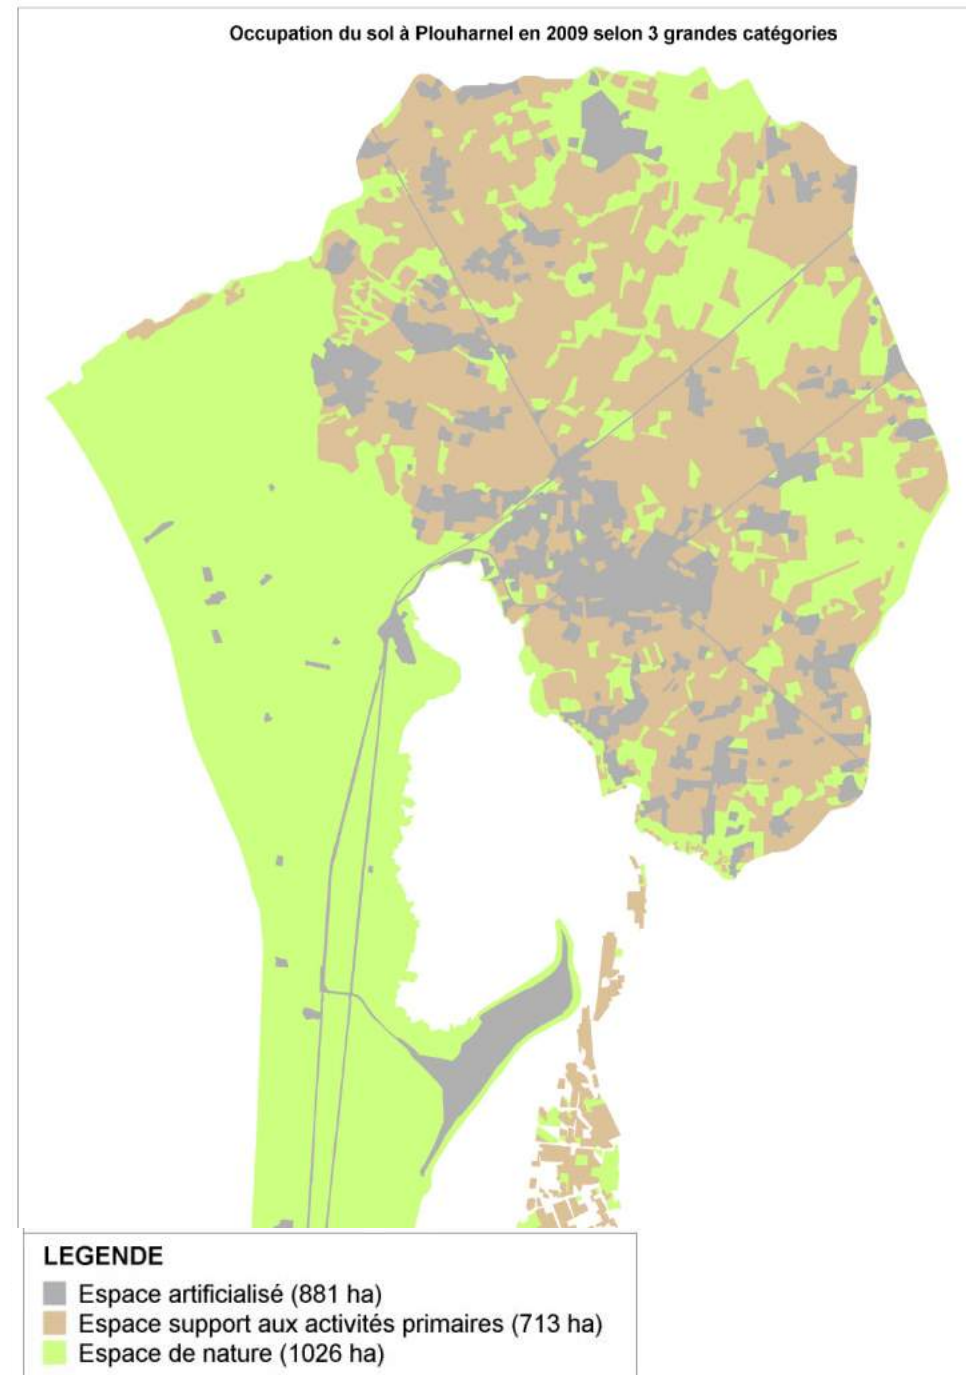 Occupation du sol à Plouharnel en 2009 selon 3 grandes catégories
LEGENDE
Espace artificialisé (881 ha)
Espace support aux activités primaires (713 ha)
Espace de nature (1026 ha)